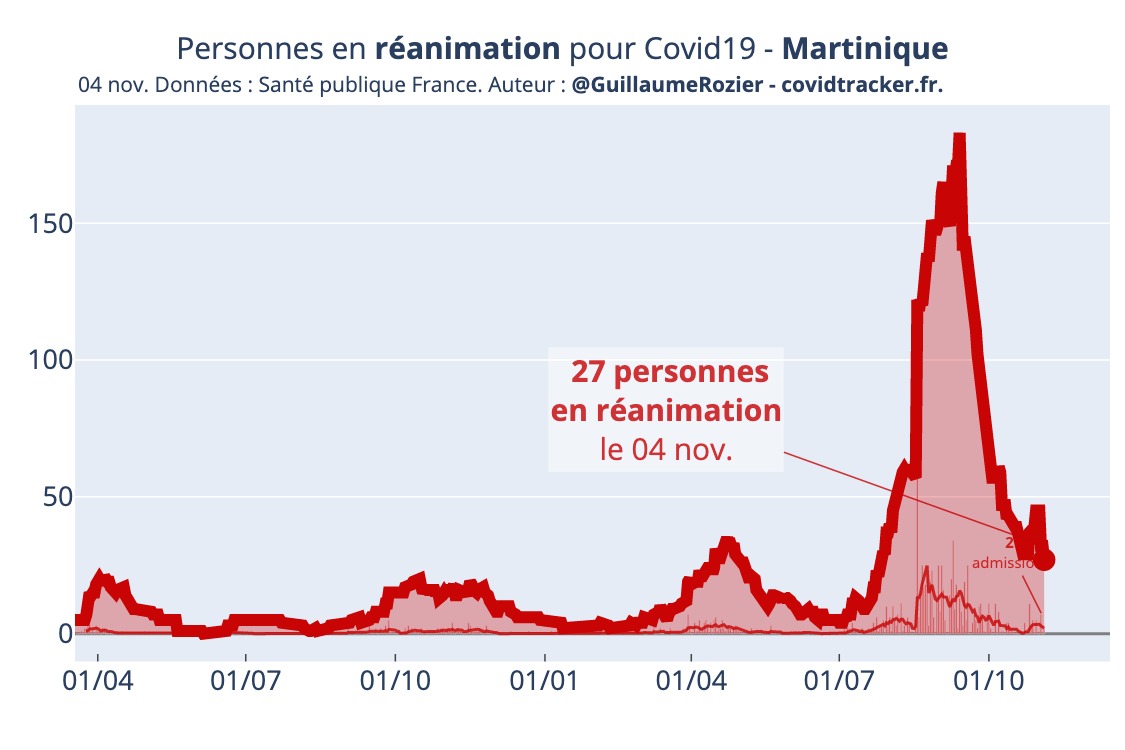 Personnes en réanimation pour Covid19 - Martinique
04 nov. Données : Santé publique France. Auteur : @GuillaumeRozier - covidtracker.fr.
150
100
50
0
27 personnes
en réanimation
le 04 nov.
2
admissio
01/04
01/07
01/10
01/01
01/04
01/07
01/10